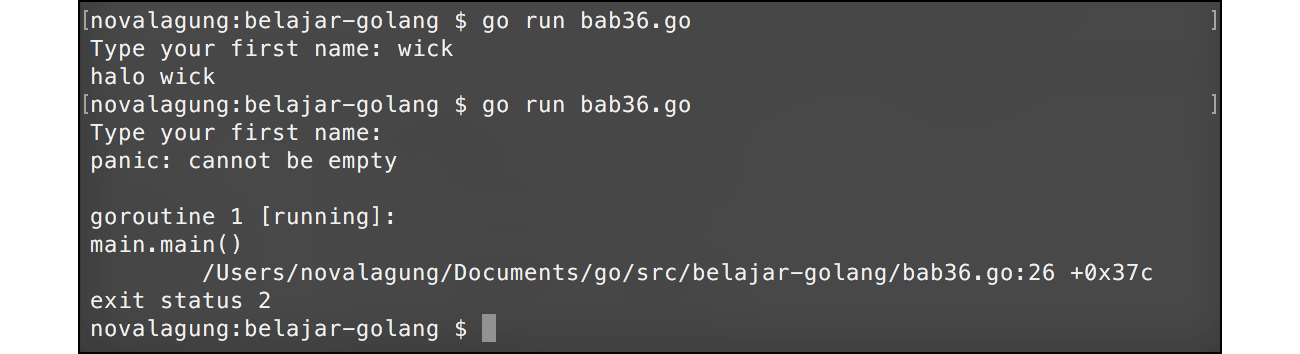 [novalagung:belajar-golang $ go run bab36.go ]
Type your first name: wick
halo wick
[novalagung:belajar-golang $ go run bab36.go ]
Type your first name:
panic: cannot be empty
goroutine 1 [running]:
main.main()
/Users/novalagung/Documents/go/src/belajar-golang/bab36.go:26 +0x37c
exit status 2
novalagung:belajar-golang $